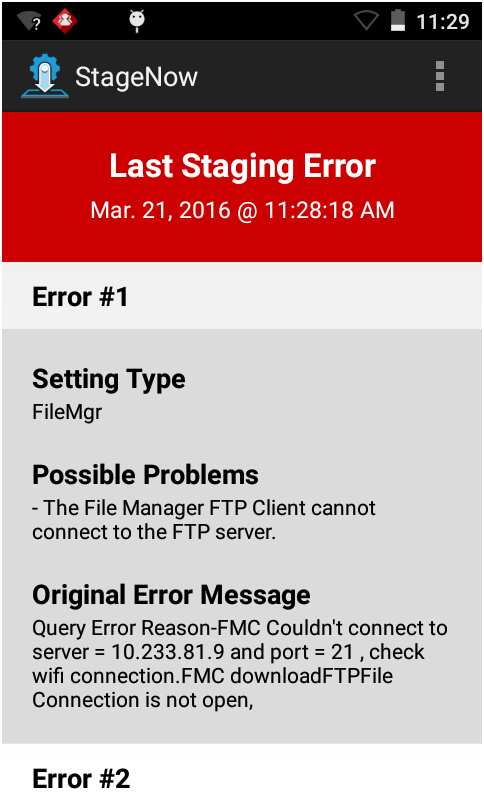 11:29
StageNow
Last Staging Error
Mar. 21, 2016 @ 11:28:18 AM
Error #1
Setting Type
FileMgr
Possible Problems
- The File Manager FTP Client cannot
connect to the FTP server.
Original Error Message
Query Error Reason-FMC Couldn't connect to
server = 10.233.81.9 and port = 21 , check
wifi connection.FMC downloadFTPFile
Connection is not open,
Error #2